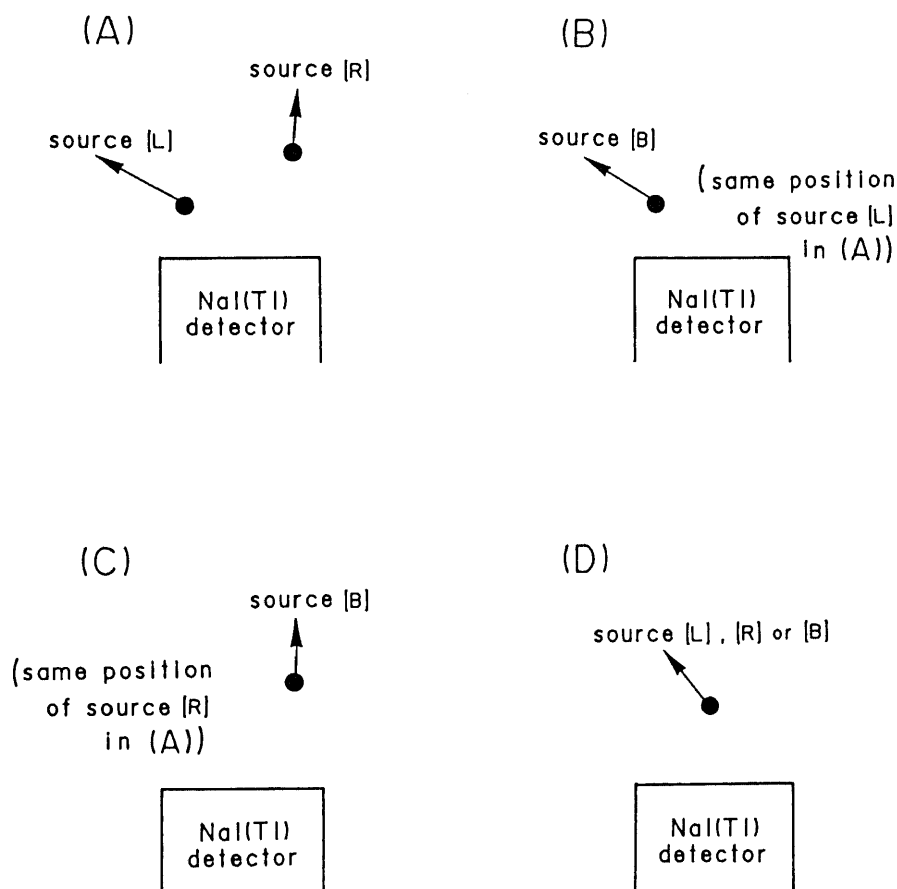 (A)
source [R]
source [L]
NaI(Tl)
detector
(B)
source [B]
(same position
of source [L]
in (A))
NaI(Tl)
detector
(C)
source [B]
(same position
of source [R]
in (A))
NaI(Tl)
detector
(D)
source [L] , [R] or [B]
NaI(Tl)
detector